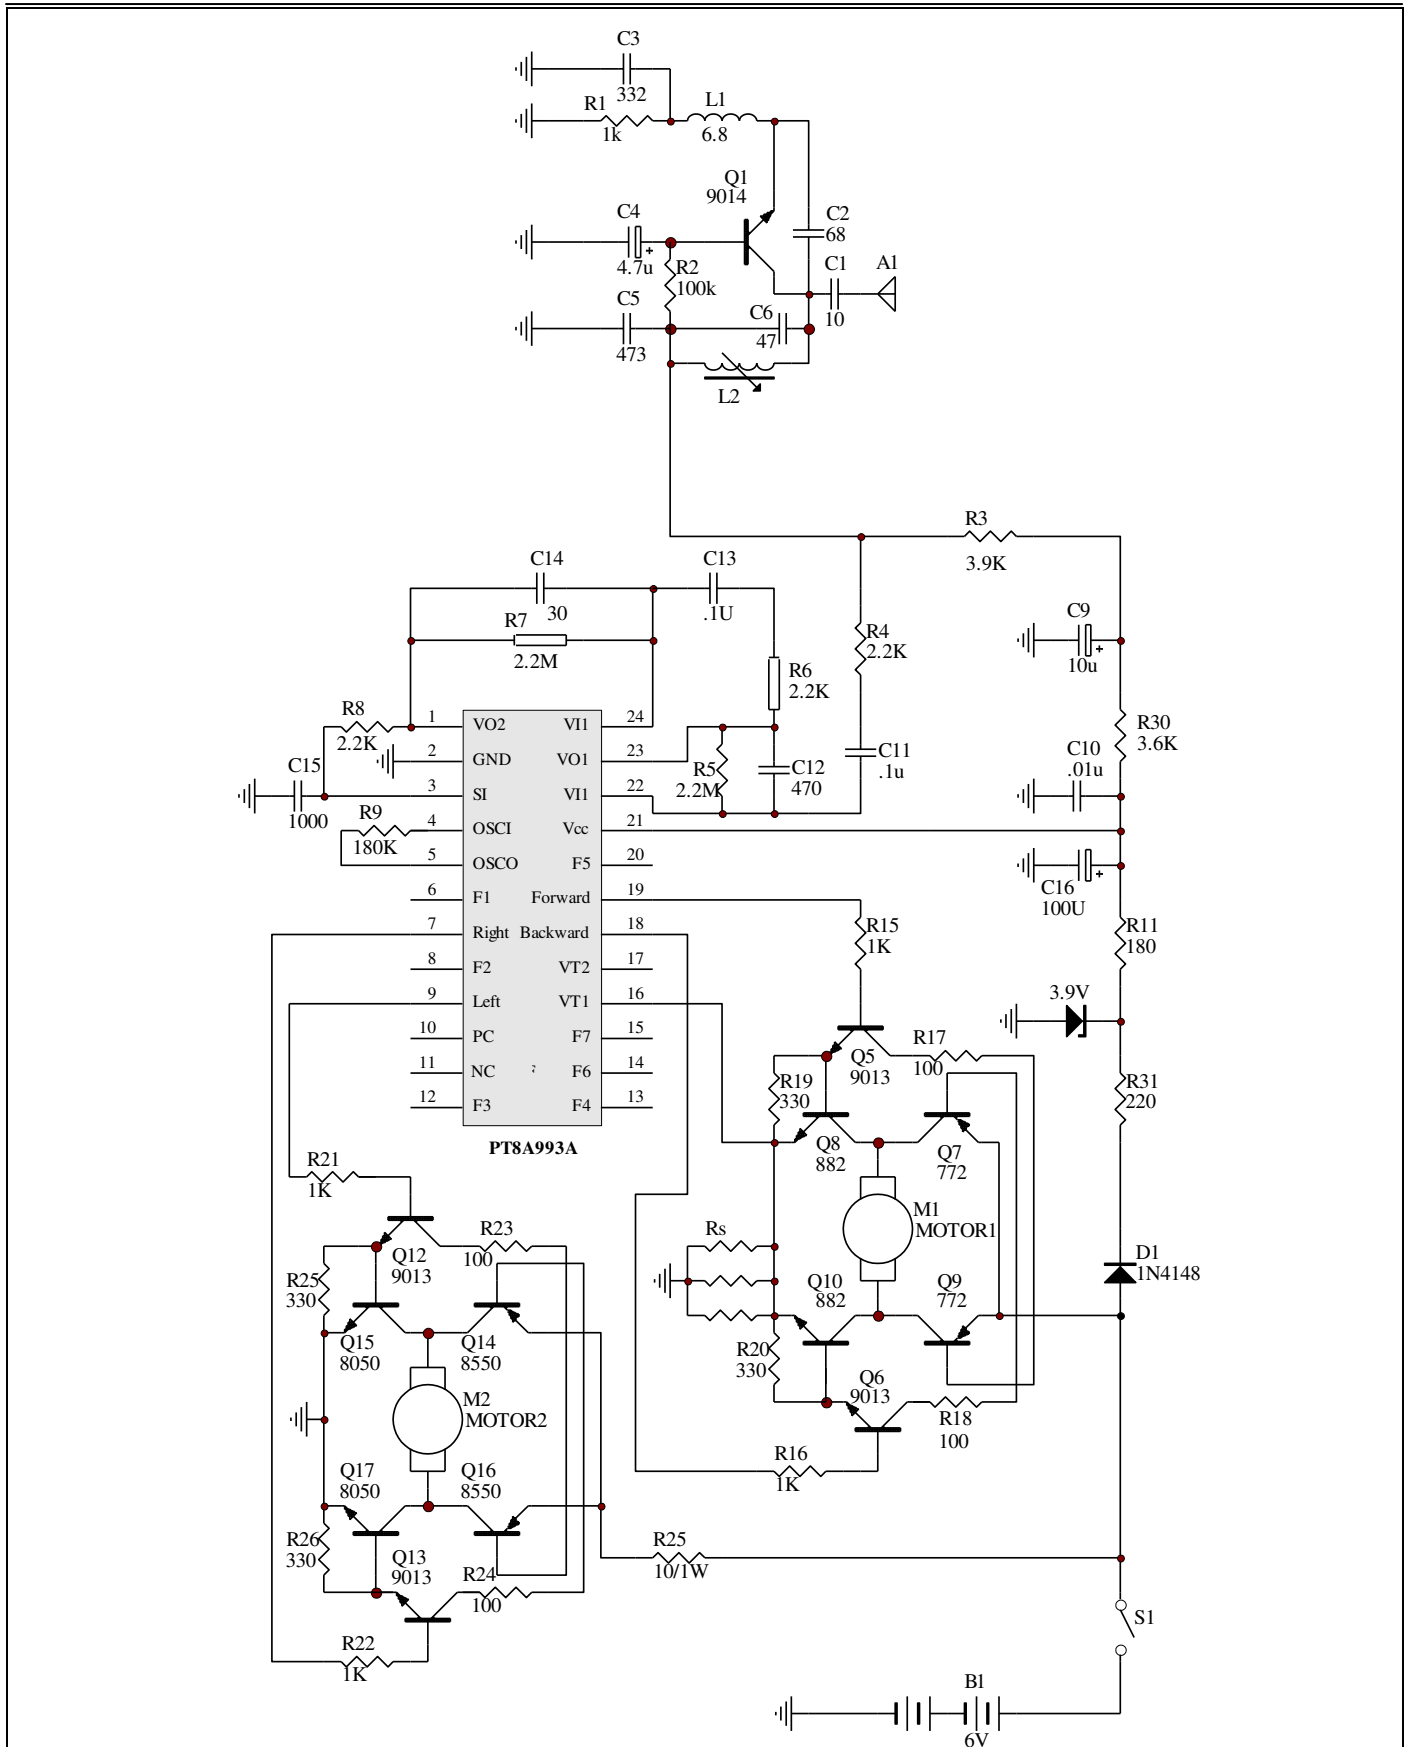 C3
332
R1
1k
L1
6.8
Q1
9014
C4
4.7u
+
R2
100k
C2
68
C1
10
A1
C5
473
C6
47
L2
R3
3.9K
C14
30
C13
.1U
R7
2.2M
R6
2.2K
R4
2.2K
C9
10u
+
R8
2.2K
R30
3.6K
C15
1000
R5
2.2M
C12
470
C11
.1u
C10
.01u
R9
180K
C16
100U
+
1 VO2 VI1 24
2 GND VO1 23
3 SI VI1 22
4 OSCI Vcc 21
5 OSCO F5 20
6 F1 Forward 19
7 Right Backward 18
8 F2 VT2 17
9 Left VT1 16
10 PC F7 15
11 NC F6 14
12 F3 F4 13
PT8A993A
R15
1K
R11
180
3.9V
Q5
9013
R17
100
R19
330
R31
220
Q8
882
Q7
772
M1
MOTOR1
Rs
Q10
882
Q9
772
D1
1N4148
R20
330
Q6
9013
R18
100
R16
1K
R21
1K
Q12
9013
R23
100
R25
330
Q15
8050
Q14
8550
M2
MOTOR2
Q17
8050
Q16
8550
R26
330
Q13
9013
R24
100
R22
1K
R25
10/1W
S1
B1
6V